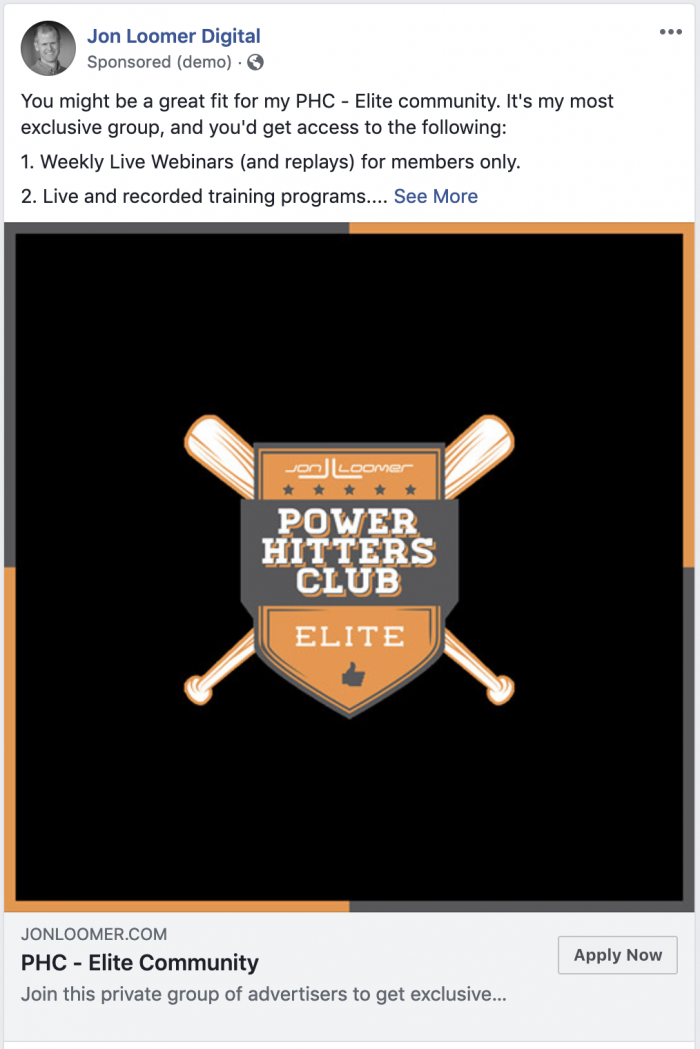 Jon Loomer Digital
Sponsored (demo) ·
You might be a great fit for my PHC - Elite community. It's my most
exclusive group, and you'd get access to the following:
1. Weekly Live Webinars (and replays) for members only.
2. Live and recorded training programs.... See More
JON LOOMER
POWER
HITTERS
CLUB
ELITE
JONLOOMER.COM
PHC - Elite Community
Apply Now
Join this private group of advertisers to get exclusive...